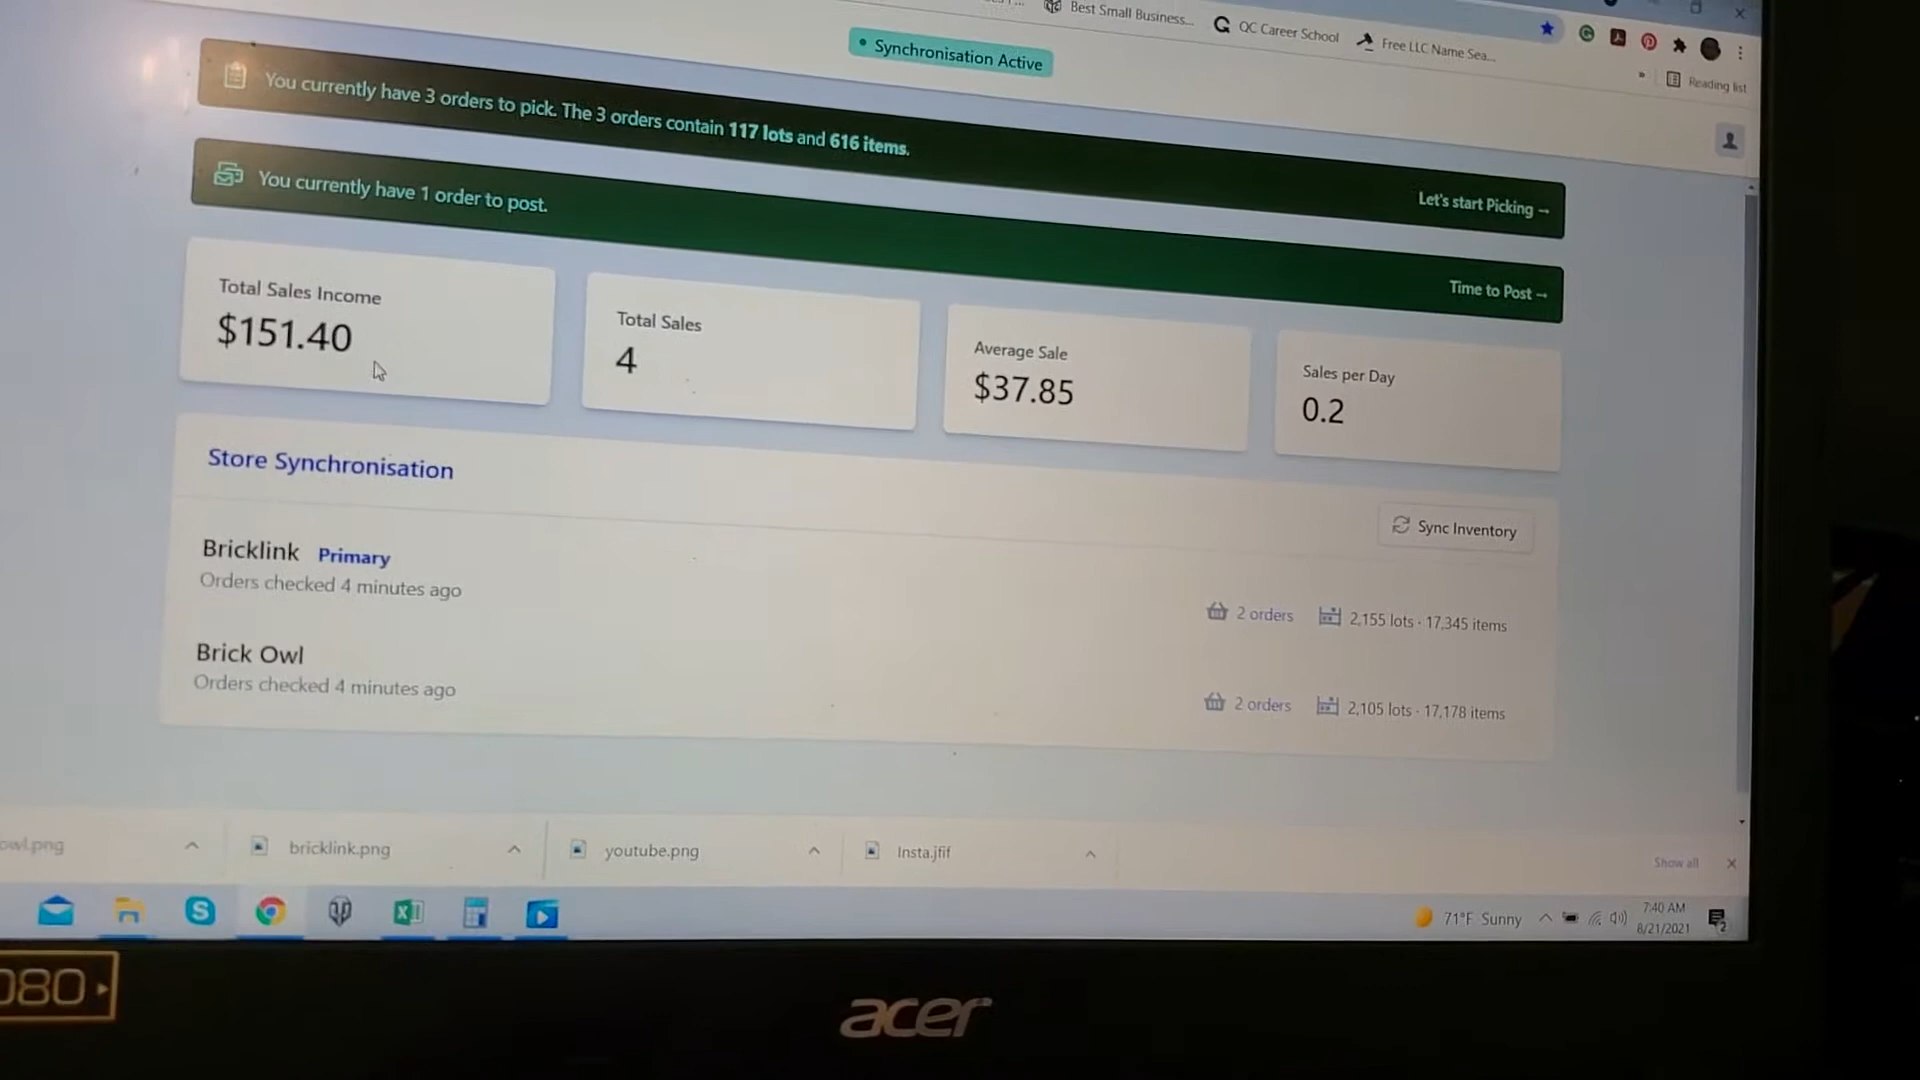 Best Small Business...
QC Career School
Free LLC Name Sea...
» Reading list
• Synchronisation Active
You currently have 3 orders to pick. The 3 orders contain 117 lots and 616 items.
Let's start Picking→
You currently have 1 order to post.
Time to Post→
Total Sales Income
$151.40
Total Sales
4
Average Sale
$37.85
Sales per Day
0.2
Store Synchronisation
Sync Inventory
Bricklink Primary
Orders checked 4 minutes ago
2 orders 2,155 lots · 17,345 items
Brick Owl
Orders checked 4 minutes ago
2 orders 2,105 lots · 17,178 items
owl.png
bricklink.png
youtube.png
Insta.jfif
Show all
71°F Sunny
7:40 AM
8/21/2021
2
080
acer